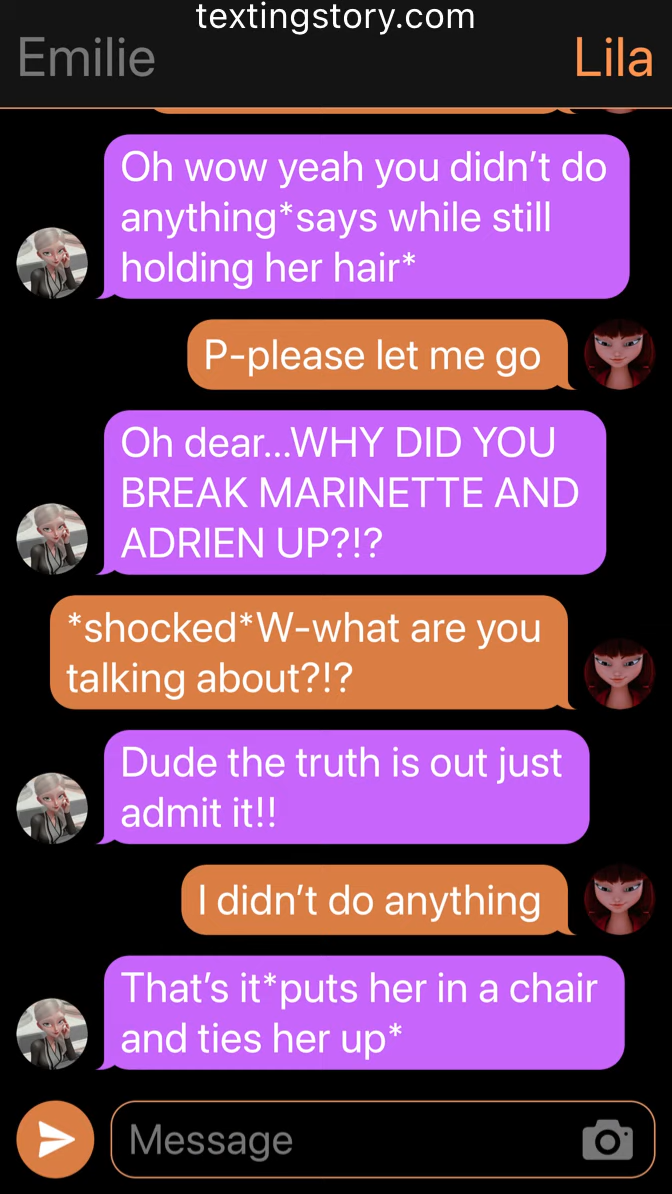 textingstory.com
Emilie
Lila
Oh wow yeah you didn’t do
anything*says while still
holding her hair*
P-please let me go
Oh dear...WHY DID YOU
BREAK MARINETTE AND
ADRIEN UP?!?
*shocked*W-what are you
talking about?!?
Dude the truth is out just
admit it!!
I didn’t do anything
That’s it*puts her in a chair
and ties her up*
Message